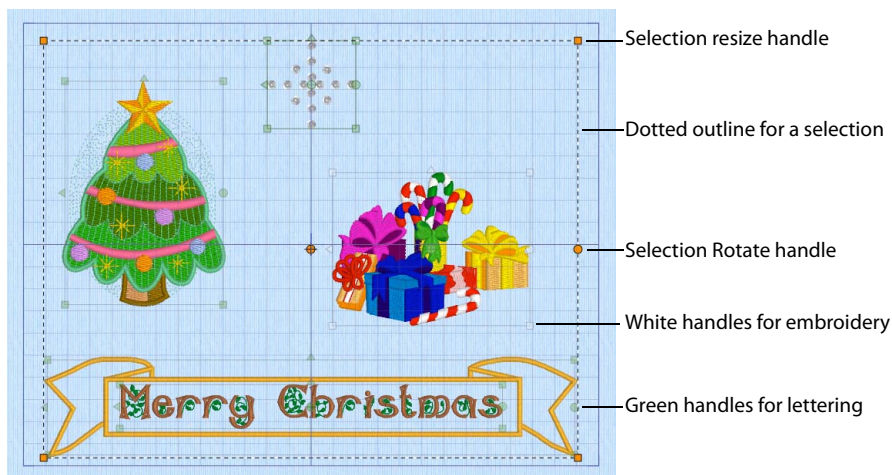 Selection resize handle
Dotted outline for a selection
Selection Rotate handle
White handles for embroidery
Green handles for lettering
Merry Christmas